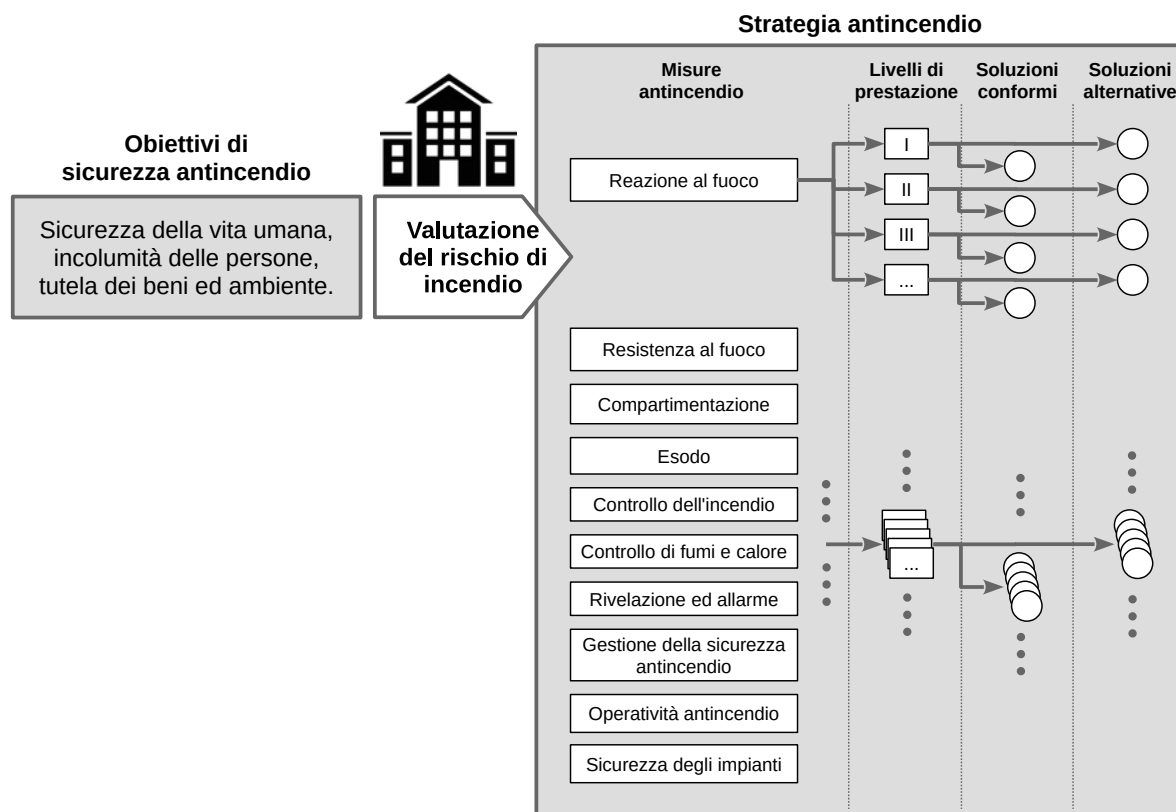 Strategia antincendio
Misure
antincendio
Livelli di
prestazione
Soluzioni
conformi
Soluzioni
alternative
Obiettivi di
sicurezza antincendio
Sicurezza della vita umana,
incolumità delle persone,
tutela dei beni ed ambiente.
Valutazione
del rischio di
incendio
Reazione al fuoco
I
II
III
...
Resistenza al fuoco
Compartimentazione
Esodo
Controllo dell'incendio
Controllo di fumi e calore
...
Rivelazione ed allarme
Gestione della sicurezza
antincendio
Operatività antincendio
Sicurezza degli impianti